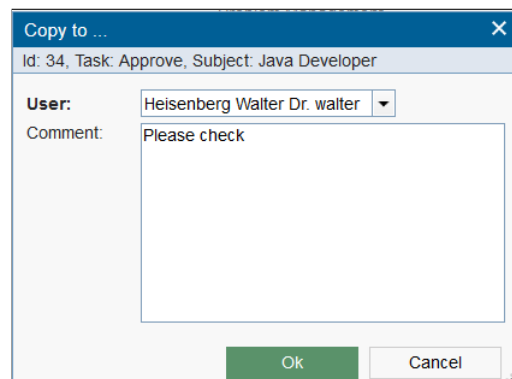 Copy to ...
Id: 34, Task: Approve, Subject: Java Developer
User: Heisenberg Walter Dr. walter
Comment: Please check
Ok Cancel